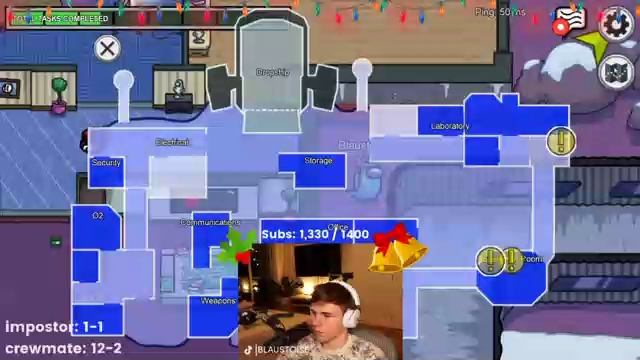 TOTAL TASKS COMPLETED
Ping: 50 ms
Dropship
Laboratory
Electrical
Blaust
Security
Storage
O2
Communications
Office
Subs: 1,330 / 1400
Weapons
impostor: 1-1
crewmate: 12-2
|BLAUSTOISE